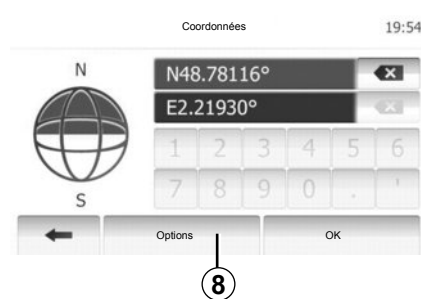 Coordonnées 19:54
N N48.78116°
E2.21930°
1 2 3 4 5 6
7 8 9 0 . '
S
Options OK
8